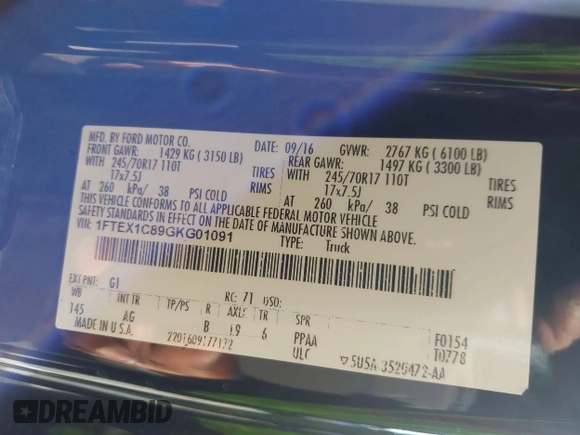 MFD. BY FORD MOTOR CO. DATE: 09/16 GVWR: 2767 KG ( 6100 LB)
FRONT GAWR: 1429 KG ( 3150 LB) REAR GAWR: 1497 KG ( 3300 LB)
WITH 245/70R17 110T TIRES WITH 245/70R17 110T TIRES
17x7.5J RIMS 17x7.5J RIMS
AT 260 kPa/ 38 PSI COLD AT 260 kPa/ 38 PSI COLD
THIS VEHICLE CONFORMS TO ALL APPLICABLE FEDERAL MOTOR VEHICLE
SAFETY STANDARDS IN EFFECT ON THE DATE OF MANUFACTURE SHOWN ABOVE.
VIN: 1FTEX1C89GKG01091
TYPE: Truck
EXT PNT: G1 RC: 71 DSO:
WB INT TR TP/PS R AXLE TR SPR
145 AG B L9 6 PPAA F0154
MADE IN U.S.A. ULC T0778
5U5A-3520472-AA
DREAMBID